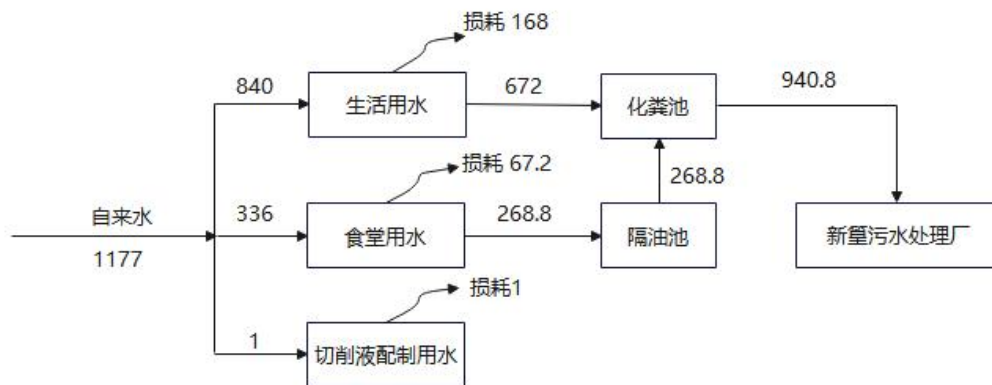 损耗 168
840
生活用水
672
化粪池
940.8
损耗 67.2
268.8
自来水
1177
336
食堂用水
268.8
隔油池
新篁污水处理厂
损耗1
1
切削液配制用水